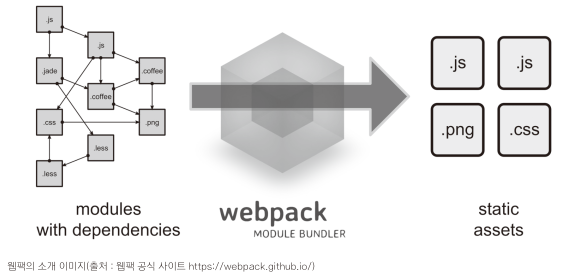 .js
.js
.jade
.coffee
.coffee
.css
.png
.less
.less
modules
with dependencies
webpack
MODULE BUNDLER
.js
.js
.png
.css
static
assets
웹팩의 소개 이미지(출처 : 웹팩 공식 사이트 https://webpack.github.io/)